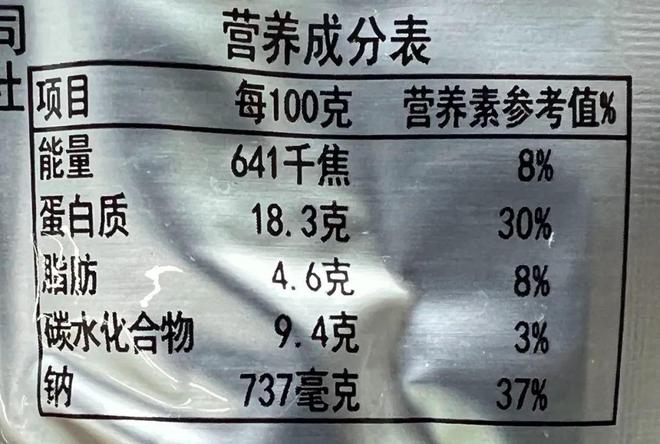 司
营养成分表
社
项目 每100克 营养素参考值%
能量 641千焦 8%
蛋白质 18.3克 30%
脂肪 4.6克 8%
碳水化合物 9.4克 3%
钠 737毫克 37%